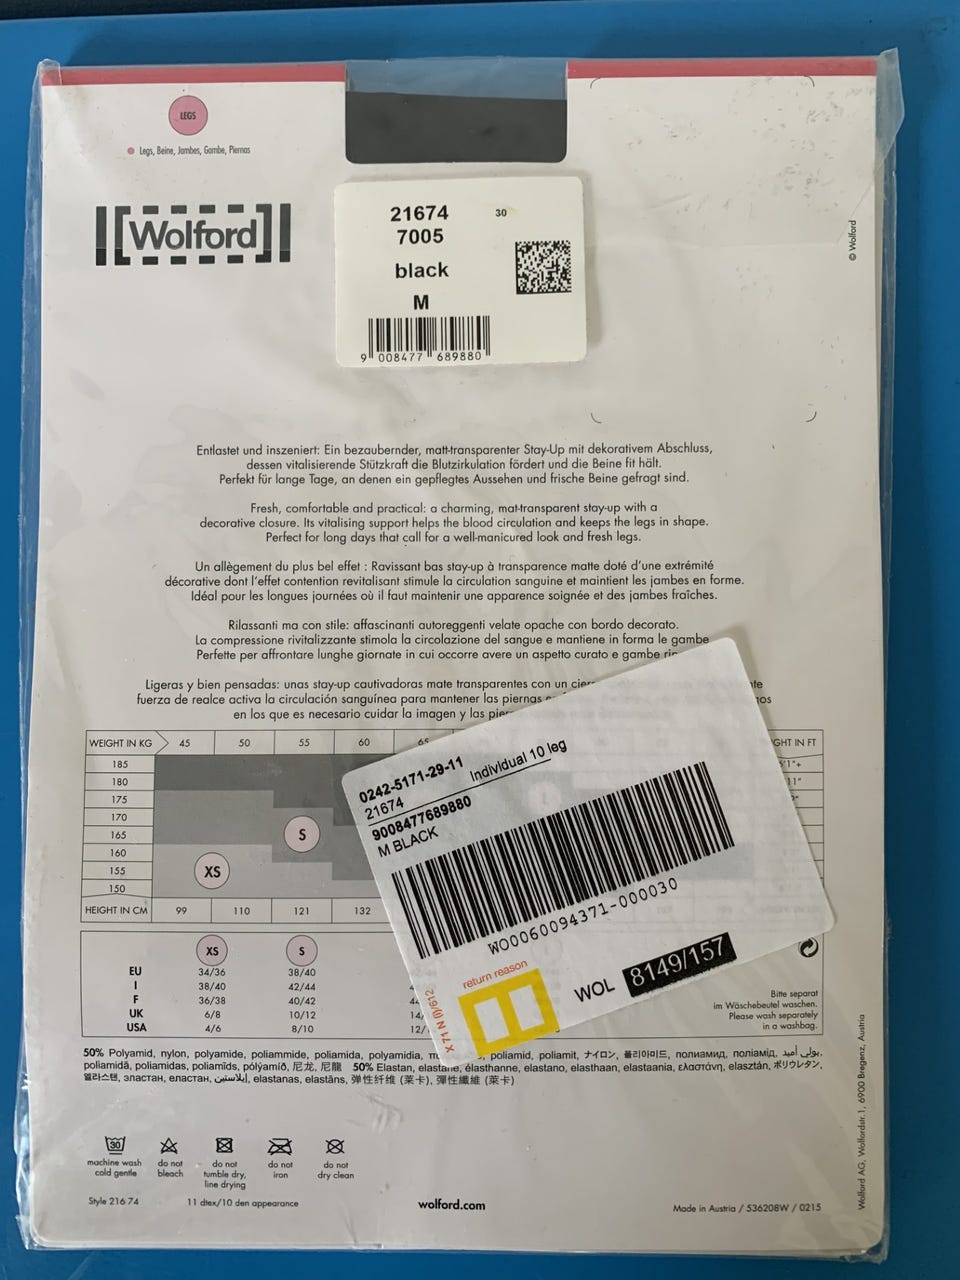 LEGS
Legs, Beine, Jambes, Gambe, Piernas
Wolford
© Wolford
21674 30
7005
black
M
9 008477 689880
Entlastet und inszeniert: Ein bezaubernder, matt-transparenter Stay-Up mit dekorativem Abschluss,
dessen vitalisierende Stützkraft die Blutzirkulation fördert und die Beine fit hält.
Perfekt für lange Tage, an denen ein gepflegtes Aussehen und frische Beine gefragt sind.
Fresh, comfortable and practical: a charming, mat-transparent stay-up with a
decorative closure. Its vitalising support helps the blood circulation and keeps the legs in shape.
Perfect for long days that call for a well-manicured look and fresh legs.
Un allègement du plus bel effet : Ravissant bas stay-up à transparence matte doté d'une extrémité
décorative dont l'effet contention revitalisant stimule la circulation sanguine et maintient les jambes en forme.
Idéal pour les longues journées où il faut maintenir une apparence soignée et des jambes fraîches.
Rilassanti ma con stile: affascinanti autoreggenti velate opache con bordo decorato.
La compressione rivitalizzante stimola la circolazione del sangue e mantiene in forma le gambe
Perfette per affrontare lunghe giornate in cui occorre avere un aspetto curato e gambe
Ligeras y bien pensadas: unas stay-up cautivadoras mate transparentes con un
fuerza de realce activa la circulación sanguínea para mantener las piernas
en los que es necesario cuidar la imagen y las
WEIGHT IN KG 45 50 55 60 65
185
180
175
170
165 S
160
155 XS
150
HEIGHT IN CM 99 110 121 132
XS S
EU 34/36 38/40
I 38/40 42/44
F 36/38 40/42
UK 6/8 10/12
USA 4/6 8/10
0242-5171-29-11
21674 Individual 10 leg
9008477689880
M BLACK
WO0060094371-000030
return reason
WOL 8149/157
X 71 N (I)/612
Bitte separat
im Wäschebeutel waschen.
Please wash separately
in a washbag.
50% Polyamid, nylon, polyamide, poliammide, poliamida, polyamidia, poliamid, poliamit, ナイロン, 폴리아미드, полиамид, поліамід, بولي أميد,
poliamidă, poliamidas, poliamīds, pólýamíð, 尼龙, 尼龍 50% Elastan, elastane, élasthanne, elastano, elasthaan, elastaania, ελαστάνη, elasztán, ポリウレタン,
엘라스텐, эластан, еластан, إيلاستين, elastanas, elastāns, 弹性纤维 (莱卡), 彈性纖維 (萊卡)
30
machine wash
cold gentle
do not
bleach
do not
tumble dry,
line drying
do not
iron
do not
dry clean
Style 216 74 11 dtex/10 den appearance
wolford.com
Made in Austria / 536208W / 0215
Wolford AG, Wolfordstr.1, 6900 Bregenz, Austria